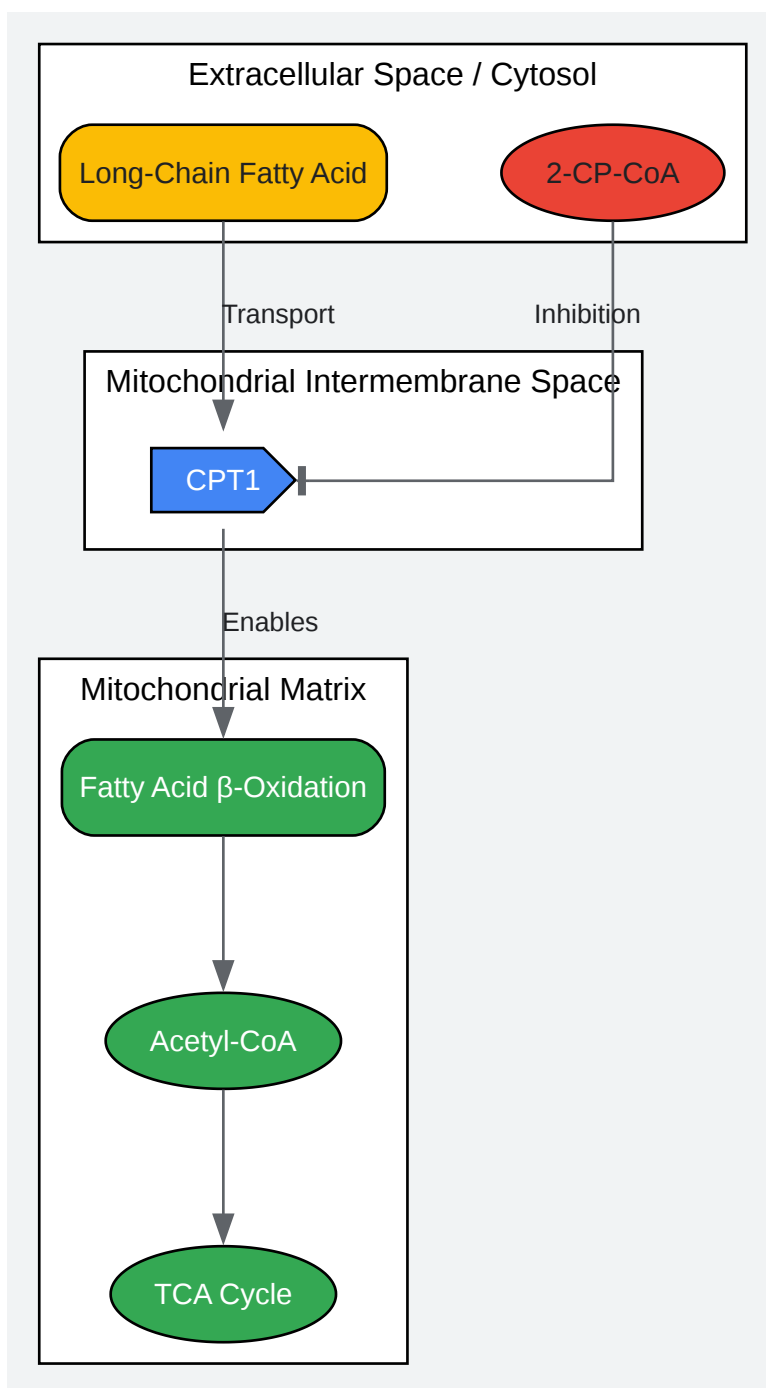 Extracellular Space / Cytosol
Long-Chain Fatty Acid
2-CP-CoA
Transport
Inhibition
Mitochondrial Intermembrane Space
CPT1
Enables
Mitochondrial Matrix
Fatty Acid β-Oxidation
Acetyl-CoA
TCA Cycle